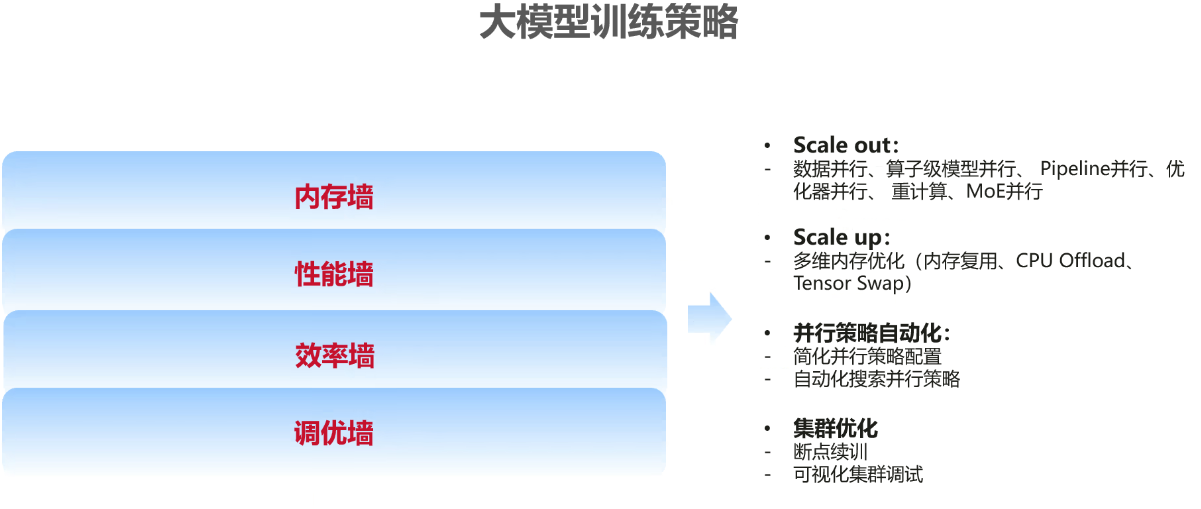 大模型训练策略
内存墙
性能墙
效率墙
调优墙
• Scale out：
- 数据并行、算子级模型并行、 Pipeline并行、优
化器并行、 重计算、MoE并行
• Scale up：
- 多维内存优化（内存复用、CPU Offload、
Tensor Swap）
• 并行策略自动化：
- 简化并行策略配置
- 自动化搜索并行策略
• 集群优化
- 断点续训
- 可视化集群调试